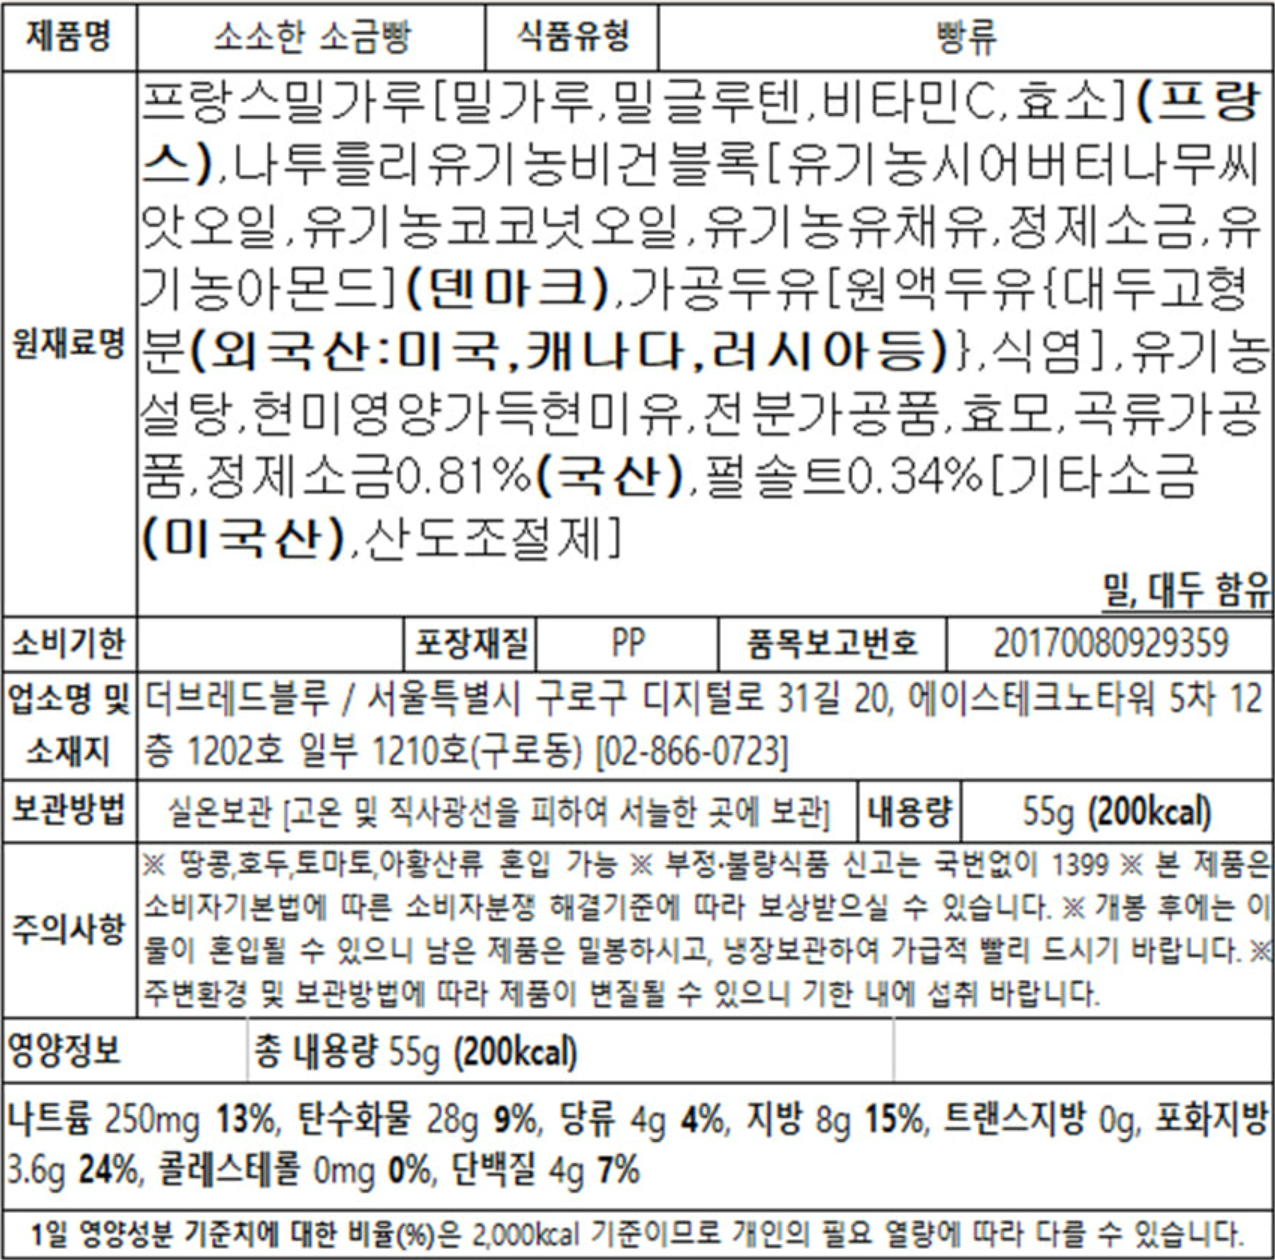 제품명 소소한 소금빵 식품유형 빵류
원재료명
프랑스밀가루[밀가루,밀글루텐,비타민C,효소](프랑
스),나투틀리유기농비건블록[유기농시어버터나무씨
앗오일,유기농코코넛오일,유기농유채유,정제소금,유
기농아몬드](덴마크),가공두유[원액두유{대두고형
분(외국산:미국,캐나다,러시아등)},식염],유기농
설탕,현미영양가득현미유,전분가공품,효모,곡류가공
품,정제소금0.81%(국산),펄솔트0.34%[기타소금
(미국산),산도조절제]
밀, 대두 함유
소비기한 포장재질 PP 품목보고번호 20170080929359
업소명 및 소재지
더브레드블루 / 서울특별시 구로구 디지털로 31길 20, 에이스테크노타워 5차 12
층 1202호 일부 1210호(구로동) [02-866-0723]
보관방법 실온보관 [고온 및 직사광선을 피하여 서늘한 곳에 보관] 내용량 55g (200kcal)
주의사항
※ 땅콩,호두,토마토,아황산류 혼입 가능 ※ 부정·불량식품 신고는 국번없이 1399 ※ 본 제품은
소비자기본법에 따른 소비자분쟁 해결기준에 따라 보상받으실 수 있습니다. ※ 개봉 후에는 이
물이 혼입될 수 있으니 남은 제품은 밀봉하시고, 냉장보관하여 가급적 빨리 드시기 바랍니다. ※
주변환경 및 보관방법에 따라 제품이 변질될 수 있으니 기한 내에 섭취 바랍니다.
영양정보 총 내용량 55g (200kcal)
나트륨 250mg 13%, 탄수화물 28g 9%, 당류 4g 4%, 지방 8g 15%, 트랜스지방 0g, 포화지방
3.6g 24%, 콜레스테롤 0mg 0%, 단백질 4g 7%
1일 영양성분 기준치에 대한 비율(%)은 2,000kcal 기준이므로 개인의 필요 열량에 따라 다를 수 있습니다.